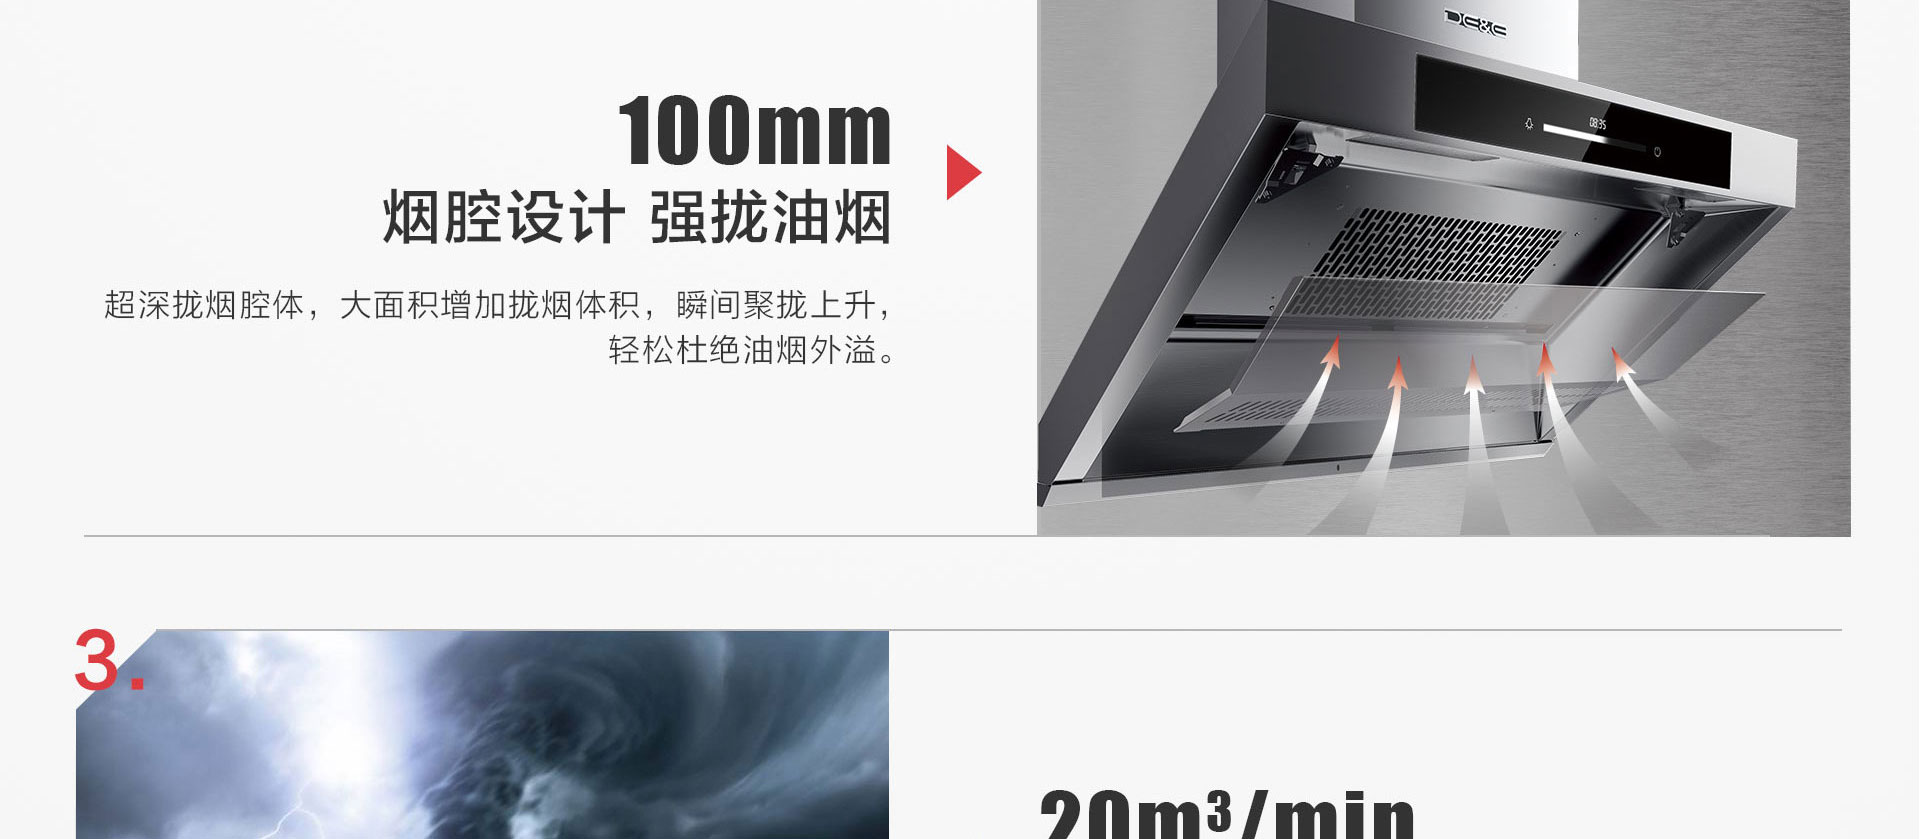 DE&E
08:35
100mm
烟腔设计 强拢油烟
超深拢烟腔体，大面积增加拢烟体积，瞬间聚拢上升，
轻松杜绝油烟外溢。
3.
20m³/min